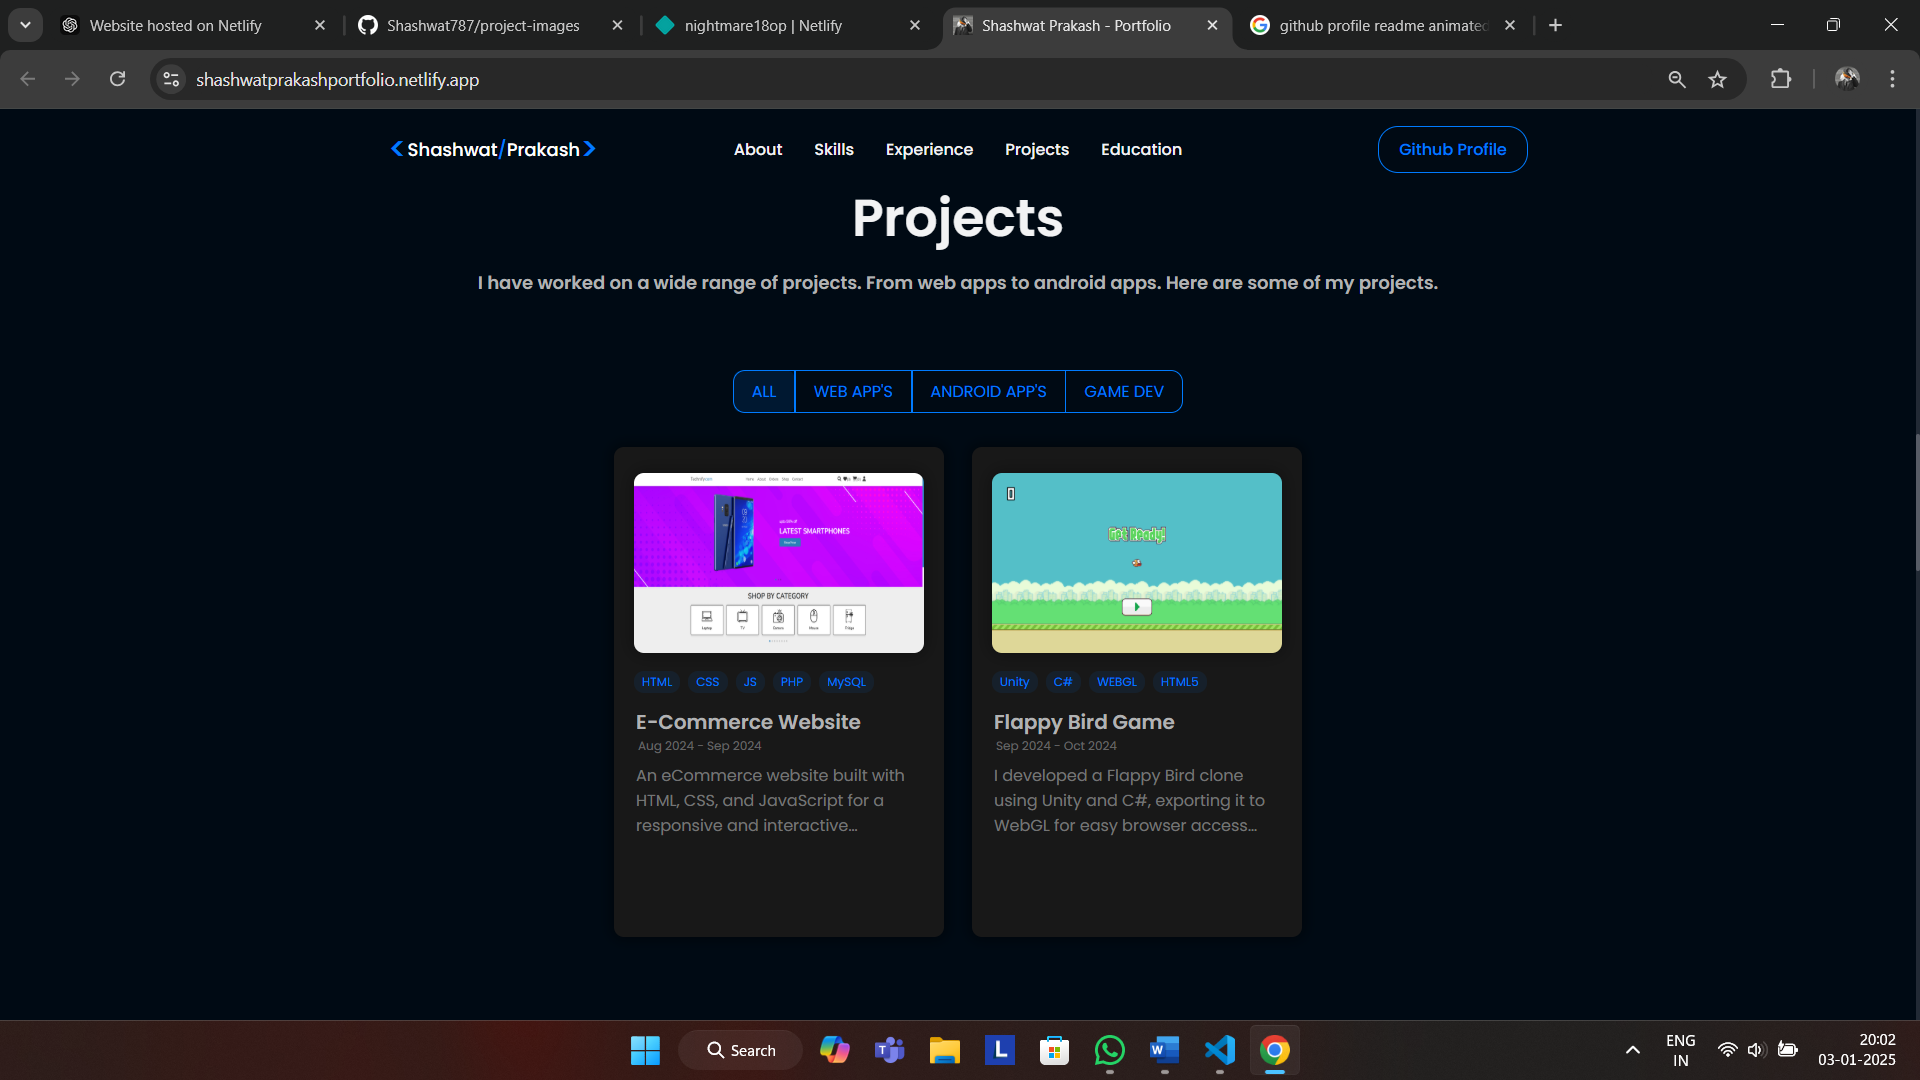 Website hosted on Netlify
Shashwat787/project-images
nightmare18op | Netlify
Shashwat Prakash - Portfolio
github profile readme animated
shashwatprakashportfolio.netlify.app
<Shashwat/Prakash>
About Skills Experience Projects Education
Github Profile
Projects
I have worked on a wide range of projects. From web apps to android apps. Here are some of my projects.
ALL WEB APP'S ANDROID APP'S GAME DEV
LATEST SMARTPHONES
SHOP BY CATEGORY
Laptop TV
HTML CSS JS PHP MySQL
E-Commerce Website
Aug 2024 - Sep 2024
An eCommerce website built with
HTML, CSS, and JavaScript for a
responsive and interactive...
Get Ready!
Unity C# WEBGL HTML5
Flappy Bird Game
Sep 2024 - Oct 2024
I developed a Flappy Bird clone
using Unity and C#, exporting it to
WebGL for easy browser access...
Search
ENG
IN
20:02
03-01-2025